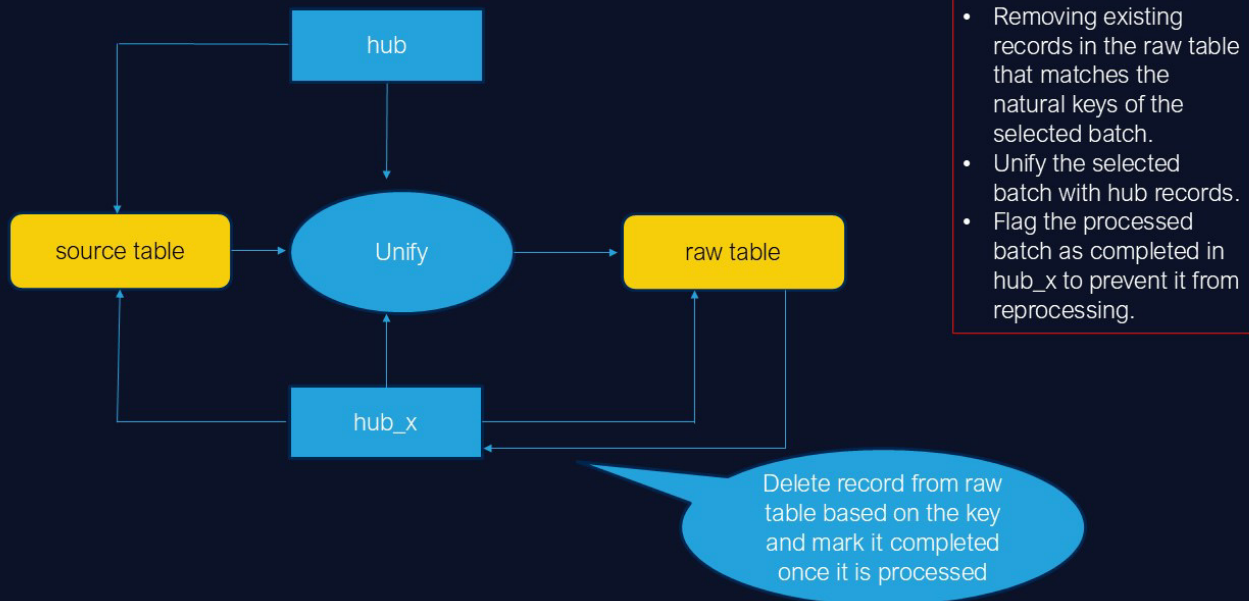 hub
source table
Unify
raw table
hub_x
Delete record from raw
table based on the key
and mark it completed
once it is processed
• Removing existing
records in the raw table
that matches the
natural keys of the
selected batch.
• Unify the selected
batch with hub records.
• Flag the processed
batch as completed in
hub_x to prevent it from
reprocessing.